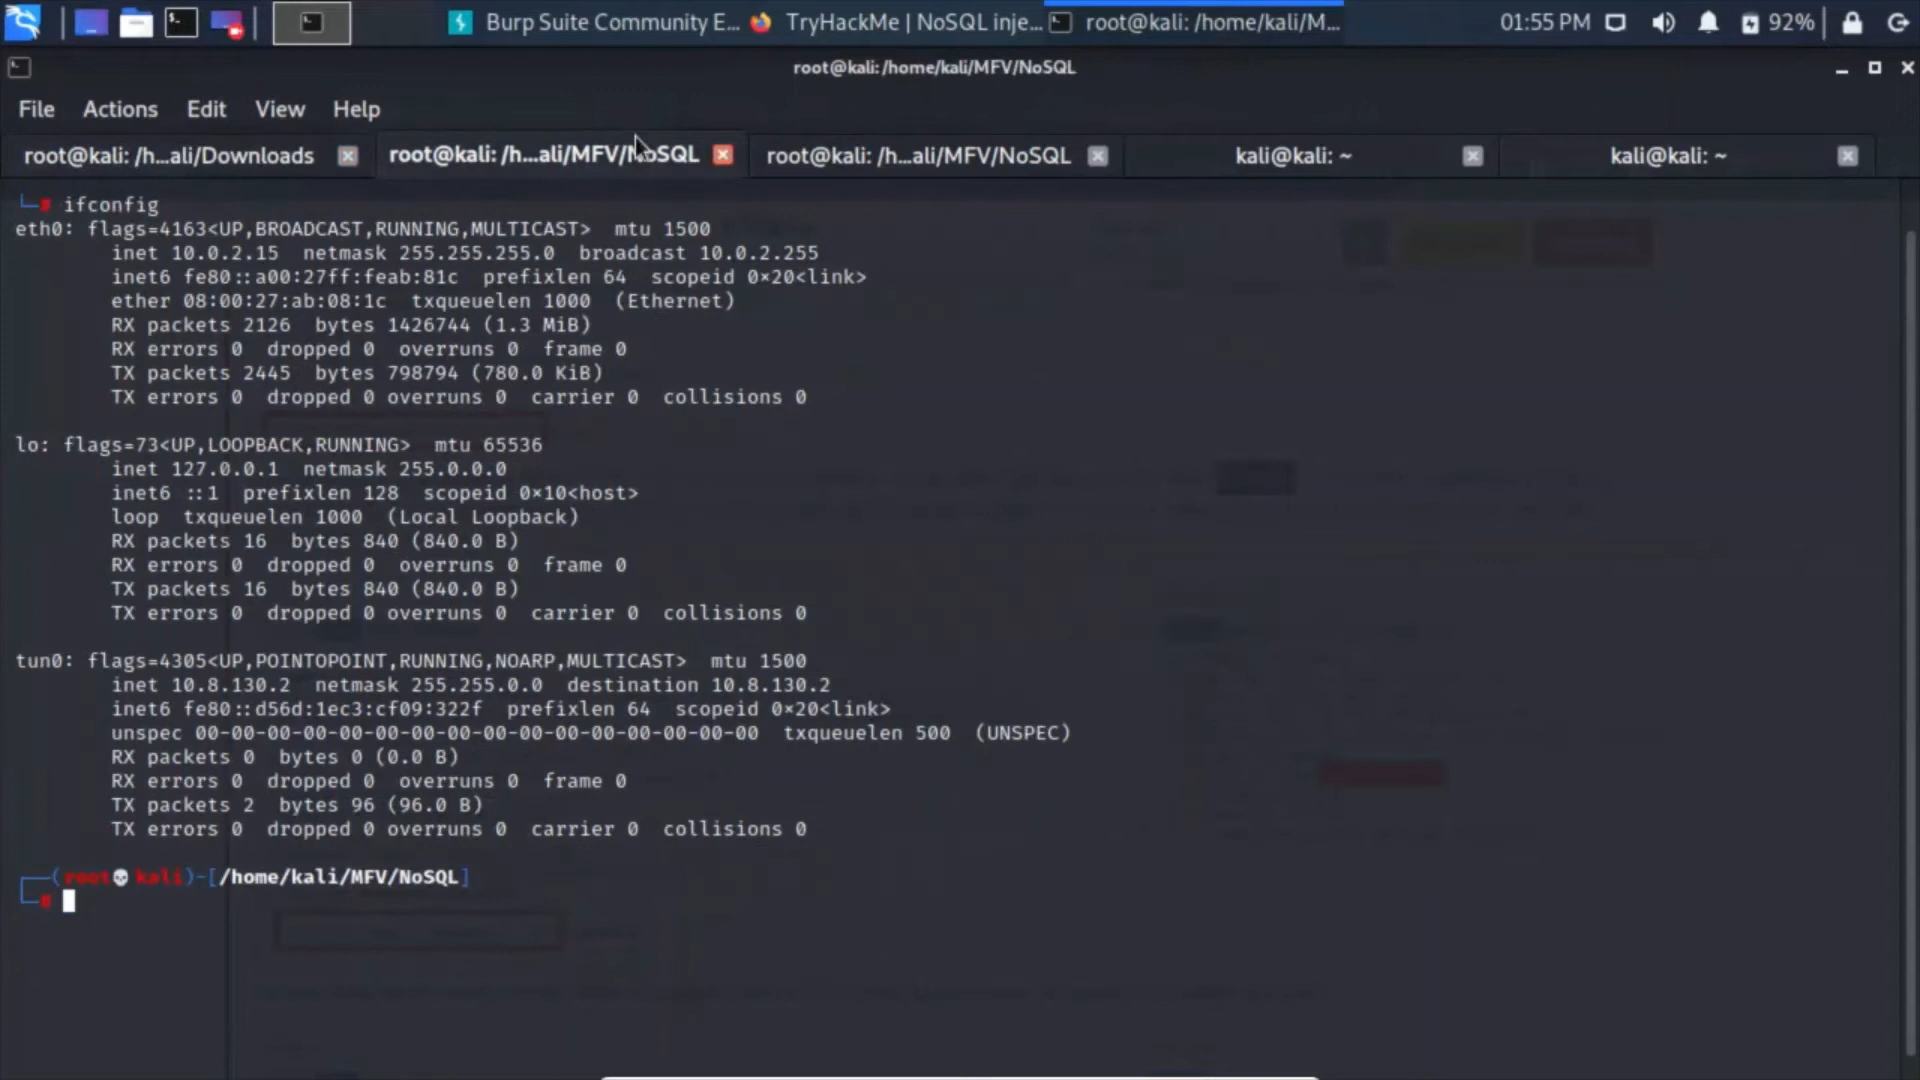 Burp Suite Community E... TryHackMe | NoSQL inje... root@kali: /home/kali/M... 01:55 PM 92%
root@kali:/home/kali/MFV/NoSQL
File Actions Edit View Help
root@kali: /h...ali/Downloads root@kali: /h...ali/MFV/NoSQL root@kali: /h...ali/MFV/NoSQL kali@kali: ~ kali@kali: ~
# ifconfig
eth0: flags=4163<UP,BROADCAST,RUNNING,MULTICAST> mtu 1500
inet 10.0.2.15 netmask 255.255.255.0 broadcast 10.0.2.255
inet6 fe80::a00:27ff:feab:81c prefixlen 64 scopeid 0×20<link>
ether 08:00:27:ab:08:1c txqueuelen 1000 (Ethernet)
RX packets 2126 bytes 1426744 (1.3 MiB)
RX errors 0 dropped 0 overruns 0 frame 0
TX packets 2445 bytes 798794 (780.0 KiB)
TX errors 0 dropped 0 overruns 0 carrier 0 collisions 0
lo: flags=73<UP,LOOPBACK,RUNNING> mtu 65536
inet 127.0.0.1 netmask 255.0.0.0
inet6 ::1 prefixlen 128 scopeid 0×10<host>
loop txqueuelen 1000 (Local Loopback)
RX packets 16 bytes 840 (840.0 B)
RX errors 0 dropped 0 overruns 0 frame 0
TX packets 16 bytes 840 (840.0 B)
TX errors 0 dropped 0 overruns 0 carrier 0 collisions 0
tun0: flags=4305<UP,POINTOPOINT,RUNNING,NOARP,MULTICAST> mtu 1500
inet 10.8.130.2 netmask 255.255.0.0 destination 10.8.130.2
inet6 fe80::d56d:1ec3:cf09:322f prefixlen 64 scopeid 0×20<link>
unspec 00-00-00-00-00-00-00-00-00-00-00-00-00-00-00-00 txqueuelen 500 (UNSPEC)
RX packets 0 bytes 0 (0.0 B)
RX errors 0 dropped 0 overruns 0 frame 0
TX packets 2 bytes 96 (96.0 B)
TX errors 0 dropped 0 overruns 0 carrier 0 collisions 0
(root💀kali)-[/home/kali/MFV/NoSQL]
#